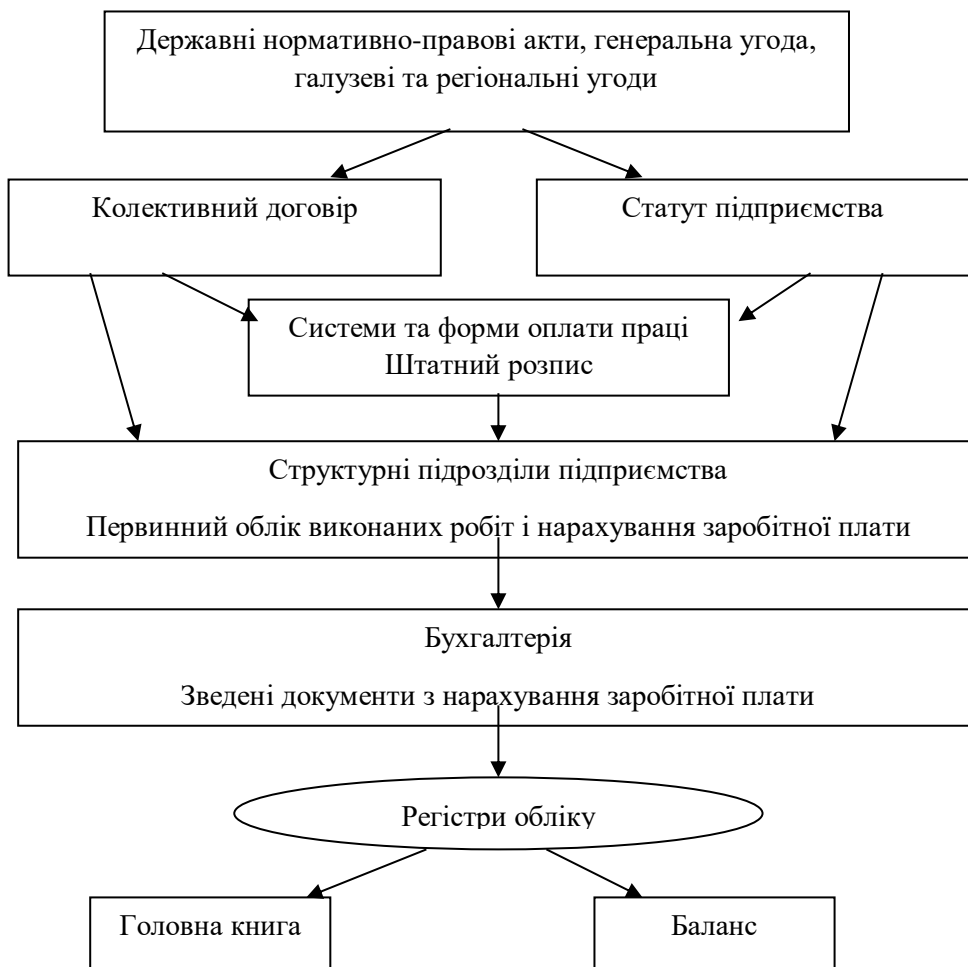 Державні нормативно-правові акти, генеральна угода,
галузеві та регіональні угоди
Колективний договір
Статут підприємства
Системи та форми оплати праці
Штатний розпис
Структурні підрозділи підприємства
Первинний облік виконаних робіт і нарахування заробітної плати
Бухгалтерія
Зведені документи з нарахування заробітної плати
Регістри обліку
Головна книга
Баланс